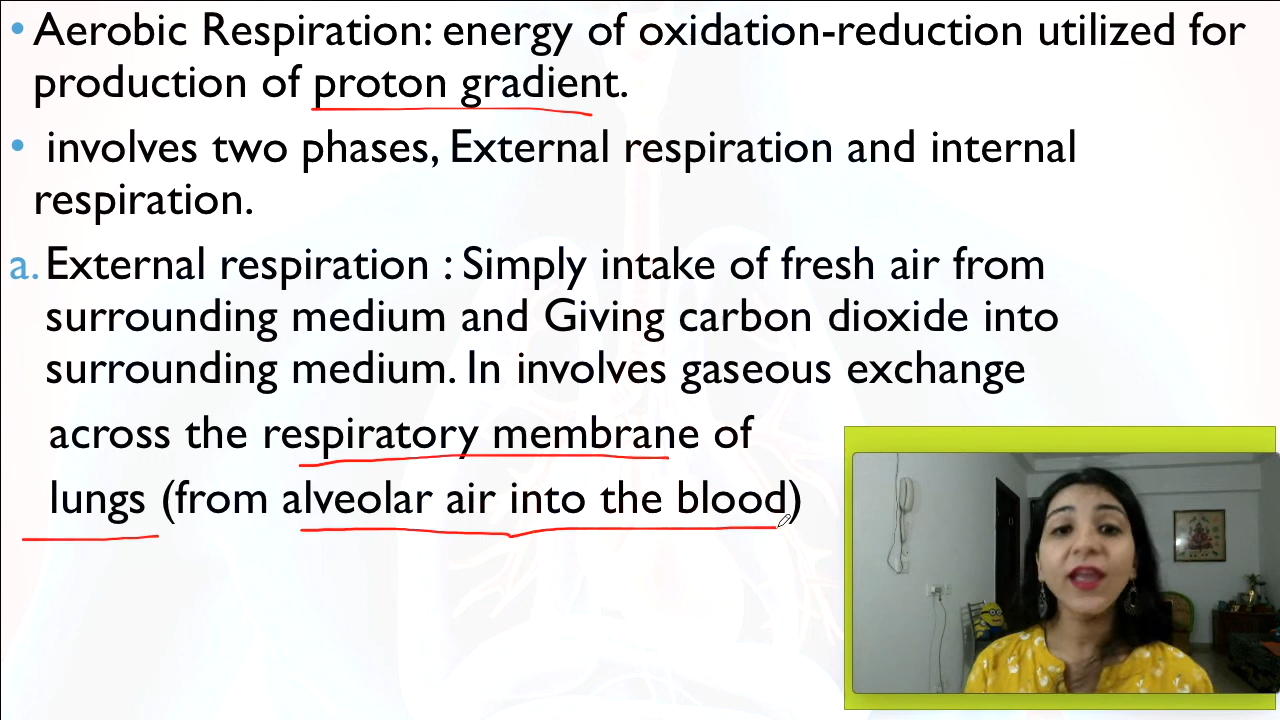 • Aerobic Respiration: energy of oxidation-reduction utilized for
production of proton gradient.
• involves two phases, External respiration and internal
respiration.
a. External respiration : Simply intake of fresh air from
surrounding medium and Giving carbon dioxide into
surrounding medium. In involves gaseous exchange
across the respiratory membrane of
lungs (from alveolar air into the blood)